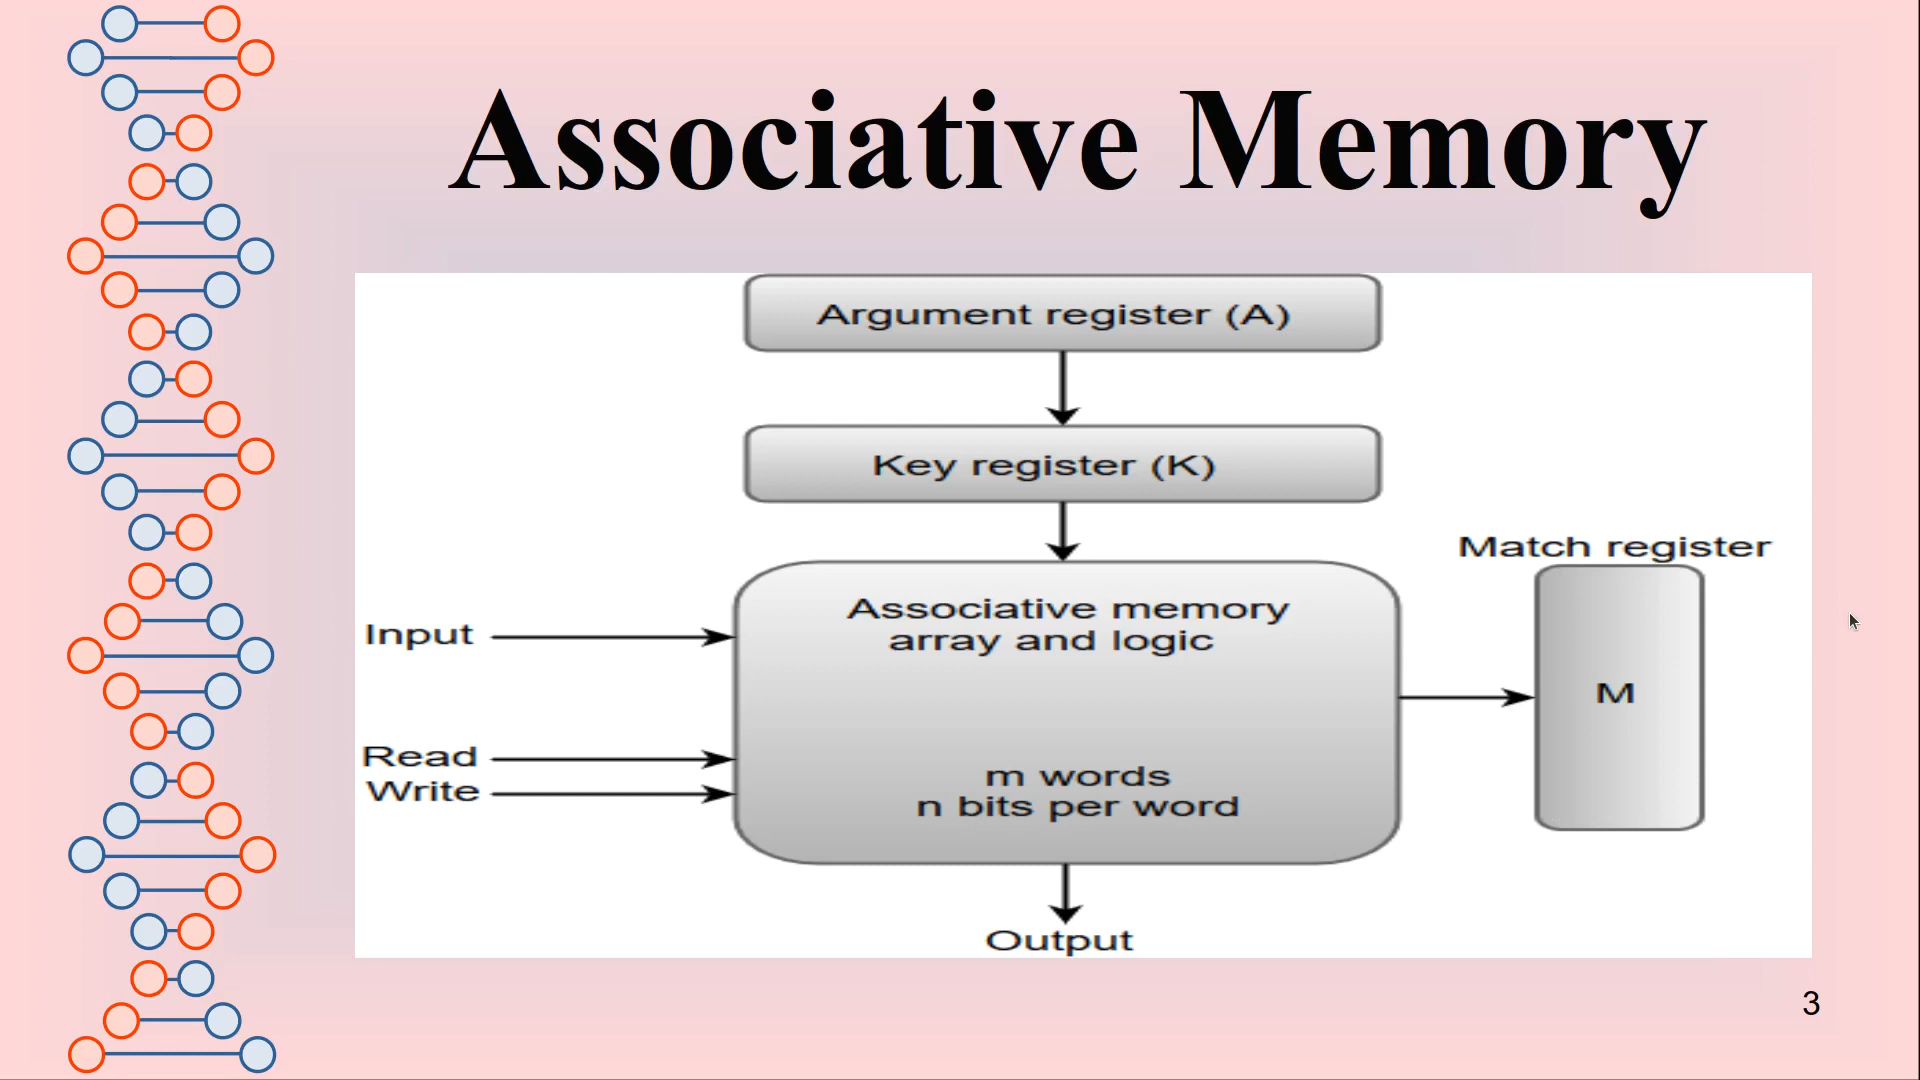 Associative Memory
Argument register (A)
Key register (K)
Match register
Associative memory
array and logic
Input
M
Read
Write
m words
n bits per word
Output
3